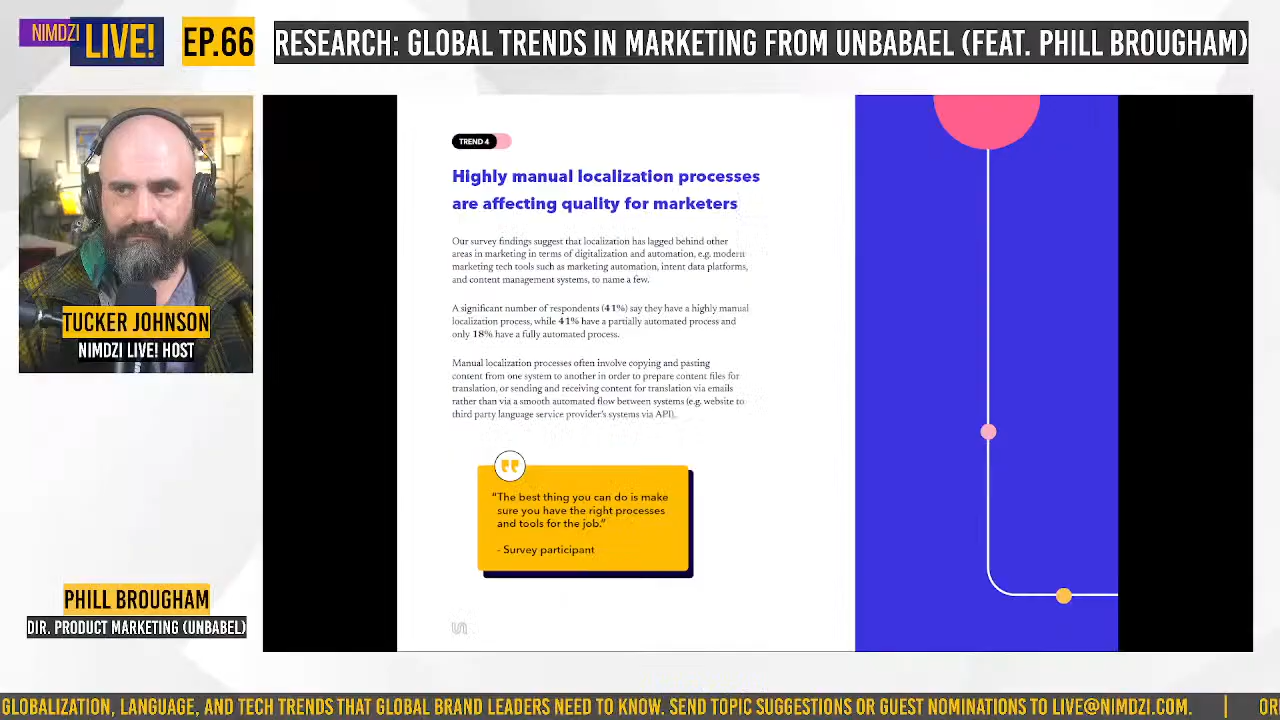 NIMDZI
LIVE!
EP.66
RESEARCH: GLOBAL TRENDS IN MARKETING FROM UNBABAEL (FEAT. PHILL BROUGHAM)
TUCKER JOHNSON
NIMDZI LIVE! HOST
PHILL BROUGHAM
DIR. PRODUCT MARKETING (UNBABEL)
TREND 4
Highly manual localization processes
are affecting quality for marketers
Our survey findings suggest that localization has lagged behind other
areas in marketing in terms of digitalization and automation, e.g. modern
marketing tech tools such as marketing automation, intent data platforms,
and content management systems, to name a few.
A significant number of respondents (41%) say they have a highly manual
localization process, while 41% have a partially automated process and
only 18% have a fully automated process.
Manual localization processes often involve copying and pasting
content from one system to another in order to prepare content files for
translation, or sending and receiving content for translation via emails
rather than via a smooth automated flow between systems (e.g. website to
third party language service provider's systems via API).
“The best thing you can do is make
sure you have the right processes
and tools for the job.”
- Survey participant
GLOBALIZATION, LANGUAGE, AND TECH TRENDS THAT GLOBAL BRAND LEADERS NEED TO KNOW. SEND TOPIC SUGGESTIONS OR GUEST NOMINATIONS TO LIVE@NIMDZI.COM. | OR